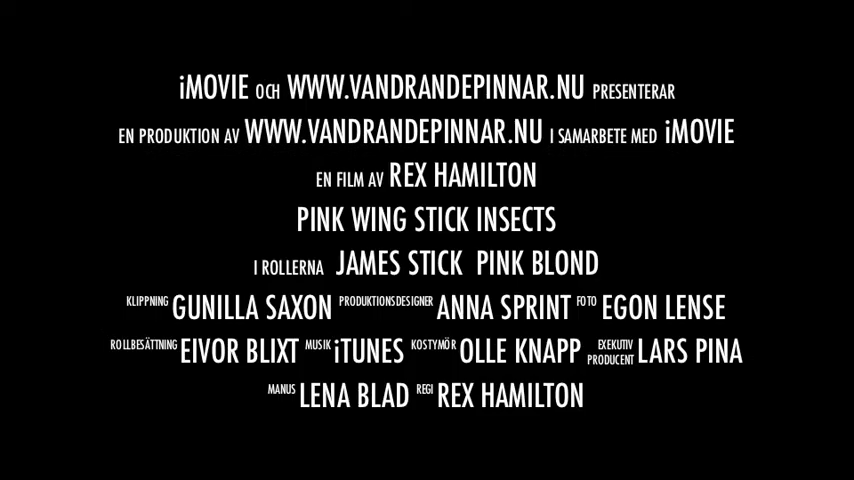 iMOVIE OCH WWW.VANDRANDEPINNAR.NU PRESENTERAR
EN PRODUKTION AV WWW.VANDRANDEPINNAR.NU I SAMARBETE MED iMOVIE
EN FILM AV REX HAMILTON
PINK WING STICK INSECTS
I ROLLERNA JAMES STICK PINK BLOND
KLIPPNING GUNILLA SAXON PRODUKTIONSDESIGNER ANNA SPRINT FOTO EGON LENSE
ROLLBESÄTTNING EIVOR BLIXT MUSIK iTUNES KOSTYMÖR OLLE KNAPP EXEKUTIV PRODUCENT LARS PINA
MANUS LENA BLAD REGI REX HAMILTON